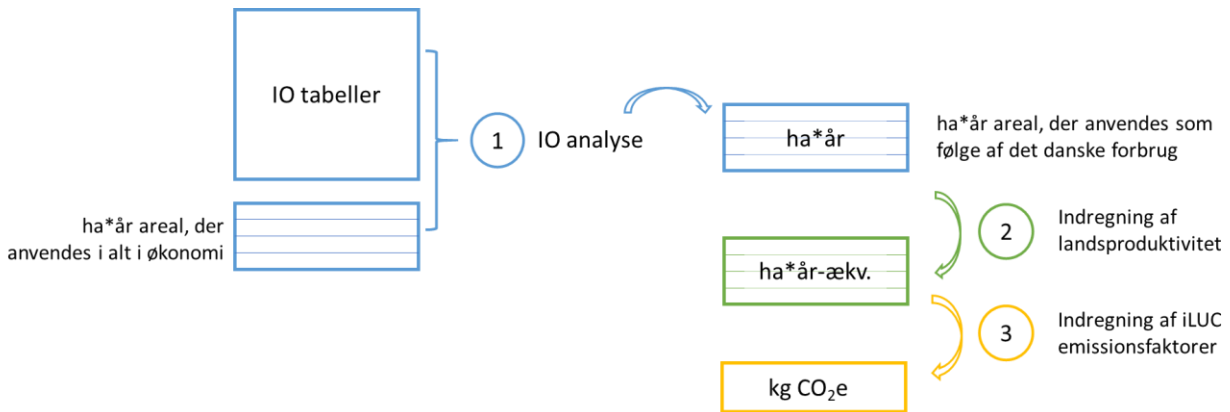 IO tabeller
ha*år areal, der
anvendes i alt i økonomi
1
IO analyse
ha*år
ha*år areal, der anvendes som
følge af det danske forbrug
2
Indregning af
landsproduktivitet
ha*år-ækv.
3
Indregning af iLUC
emissionsfaktorer
kg CO₂e